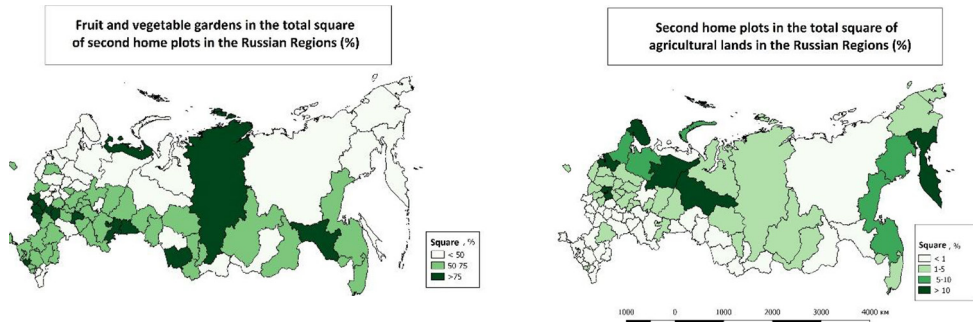 Fruit and vegetable gardens in the total square
of second home plots in the Russian Regions (%)
Square , %
< 50
50 75
>75
Second home plots in the total square of
agricultural lands in the Russian Regions (%)
Square , %
< 1
1-5
5-10
> 10
1000 0 1000 2000 3000 4000 км